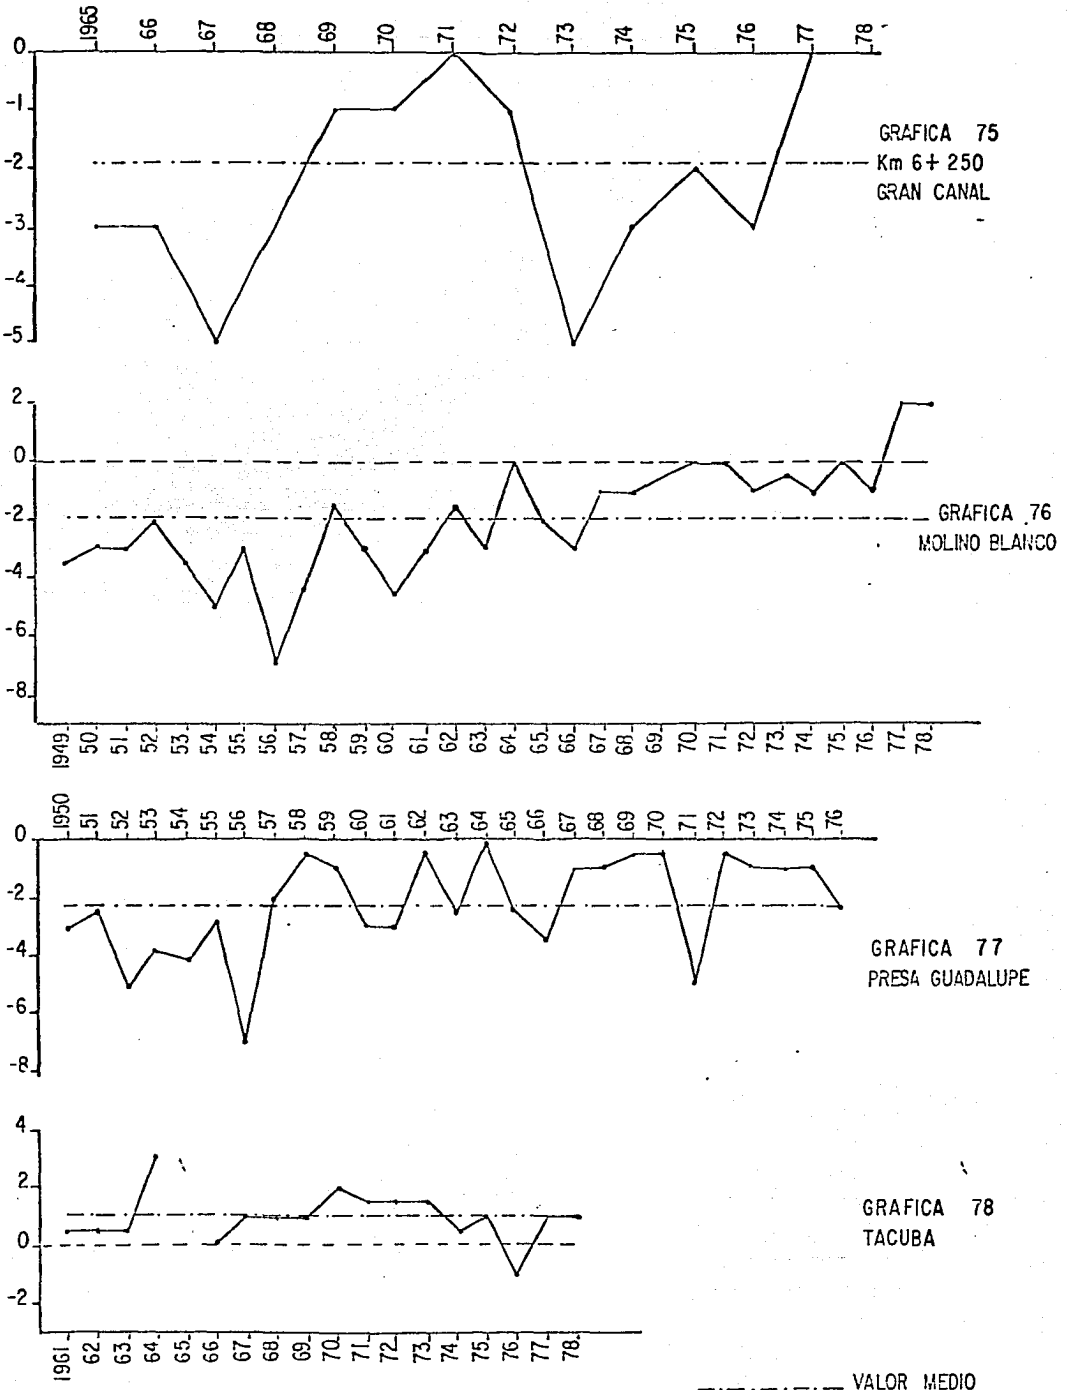 1965 66 67 68 69 70 71 72 73 74 75 76 77 78
0
-1
-2
-3
-4
-5
GRAFICA 75
Km 6+250
GRAN CANAL
2
0
-2
-4
-6
-8
GRAFICA 76
MOLINO BLANCO
1949 50 51 52 53 54 55 56 57 58 59 60 61 62 63 64 65 66 67 68 69 70 71 72 73 74 75 76 77 78
1950 51 52 53 54 55 56 57 58 59 60 61 62 63 64 65 66 67 68 69 70 71 72 73 74 75 76
0
-2
-4
-6
-8
GRAFICA 77
PRESA GUADALUPE
4
2
0
-2
GRAFICA 78
TACUBA
1961 62 63 64 65 66 67 68 69 70 71 72 73 74 75 76 77 78
VALOR MEDIO